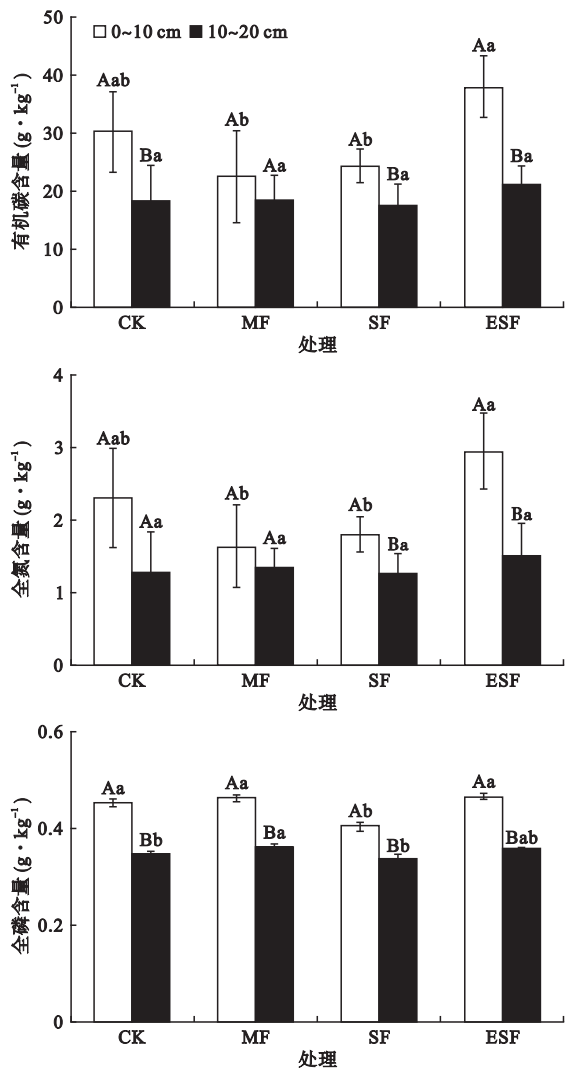 有机碳含量(g·kg⁻¹)
50
40
30
20
10
0
0~10 cm 10~20 cm
Aab Ba Ab Aa Ab Ba Aa Ba
CK MF SF ESF
处理
全氮含量(g·kg⁻¹)
4
3
2
1
0
Aab Aa Ab Aa Ab Ba Aa Ba
CK MF SF ESF
处理
全磷含量(g·kg⁻¹)
0.6
0.4
0.2
0
Aa Bb Aa Ba Ab Bb Aa Bab
CK MF SF ESF
处理